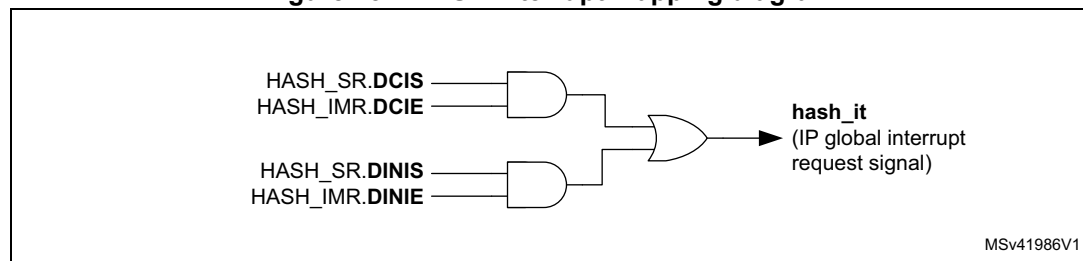 HASH_SR.DCIS
HASH_IMR.DCIE
HASH_SR.DINIS
HASH_IMR.DINIE
hash_it
(IP global interrupt
request signal)
MSv41986V1